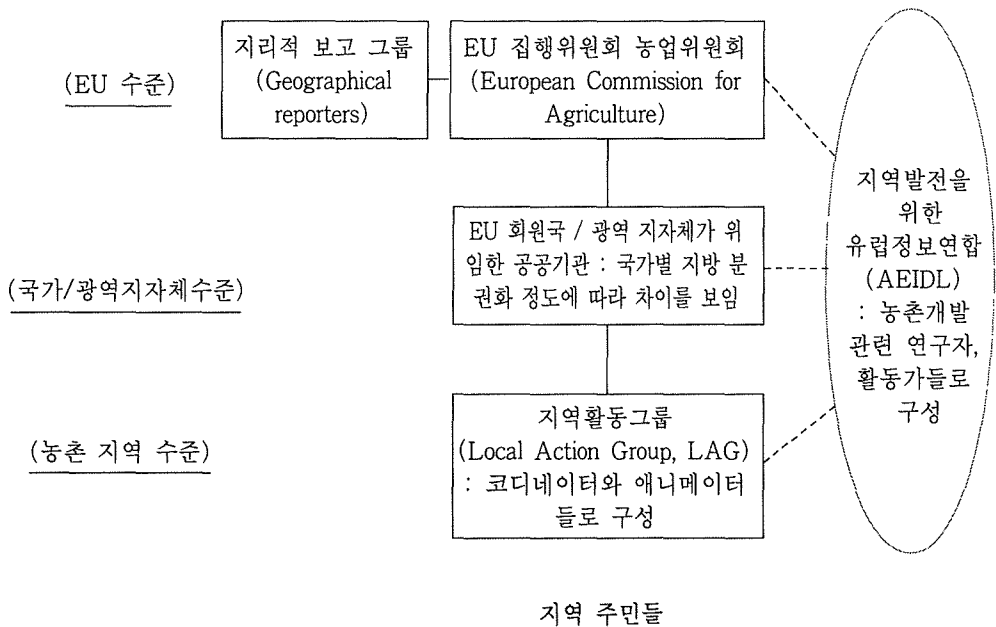 (EU 수준)
지리적 보고 그룹
(Geographical
reporters)
EU 집행위원회 농업위원회
(European Commission for
Agriculture)
(국가/광역지자체수준)
EU 회원국 / 광역 지자체가 위
임한 공공기관 : 국가별 지방 분
권화 정도에 따라 차이를 보임
(농촌 지역 수준)
지역활동그룹
(Local Action Group, LAG)
: 코디네이터와 애니메이터
들로 구성
지역발전을
위한
유럽정보연합
(AEIDL)
: 농촌개발
관련 연구자,
활동가들로
구성
지역 주민들